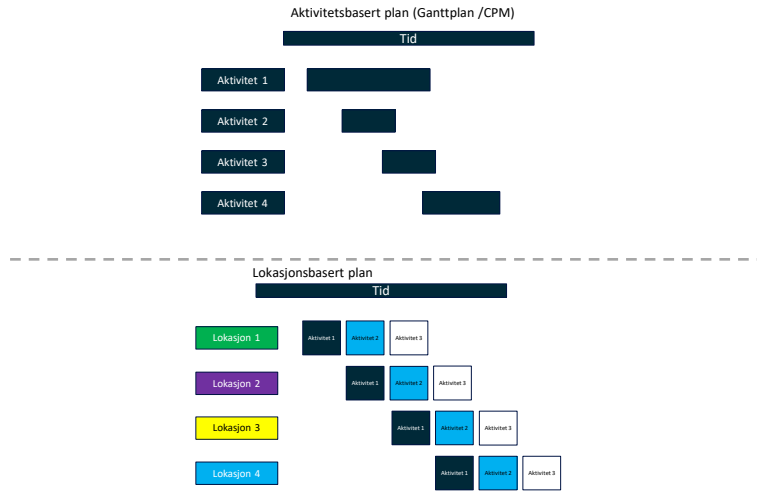 Aktivitetsbasert plan (Ganttplan /CPM)
Tid
Aktivitet 1
Aktivitet 2
Aktivitet 3
Aktivitet 4
Lokasjonsbasert plan
Tid
Lokasjon 1 Aktivitet 1 Aktivitet 2 Aktivitet 3
Lokasjon 2 Aktivitet 1 Aktivitet 2 Aktivitet 3
Lokasjon 3 Aktivitet 1 Aktivitet 2 Aktivitet 3
Lokasjon 4 Aktivitet 1 Aktivitet 2 Aktivitet 3